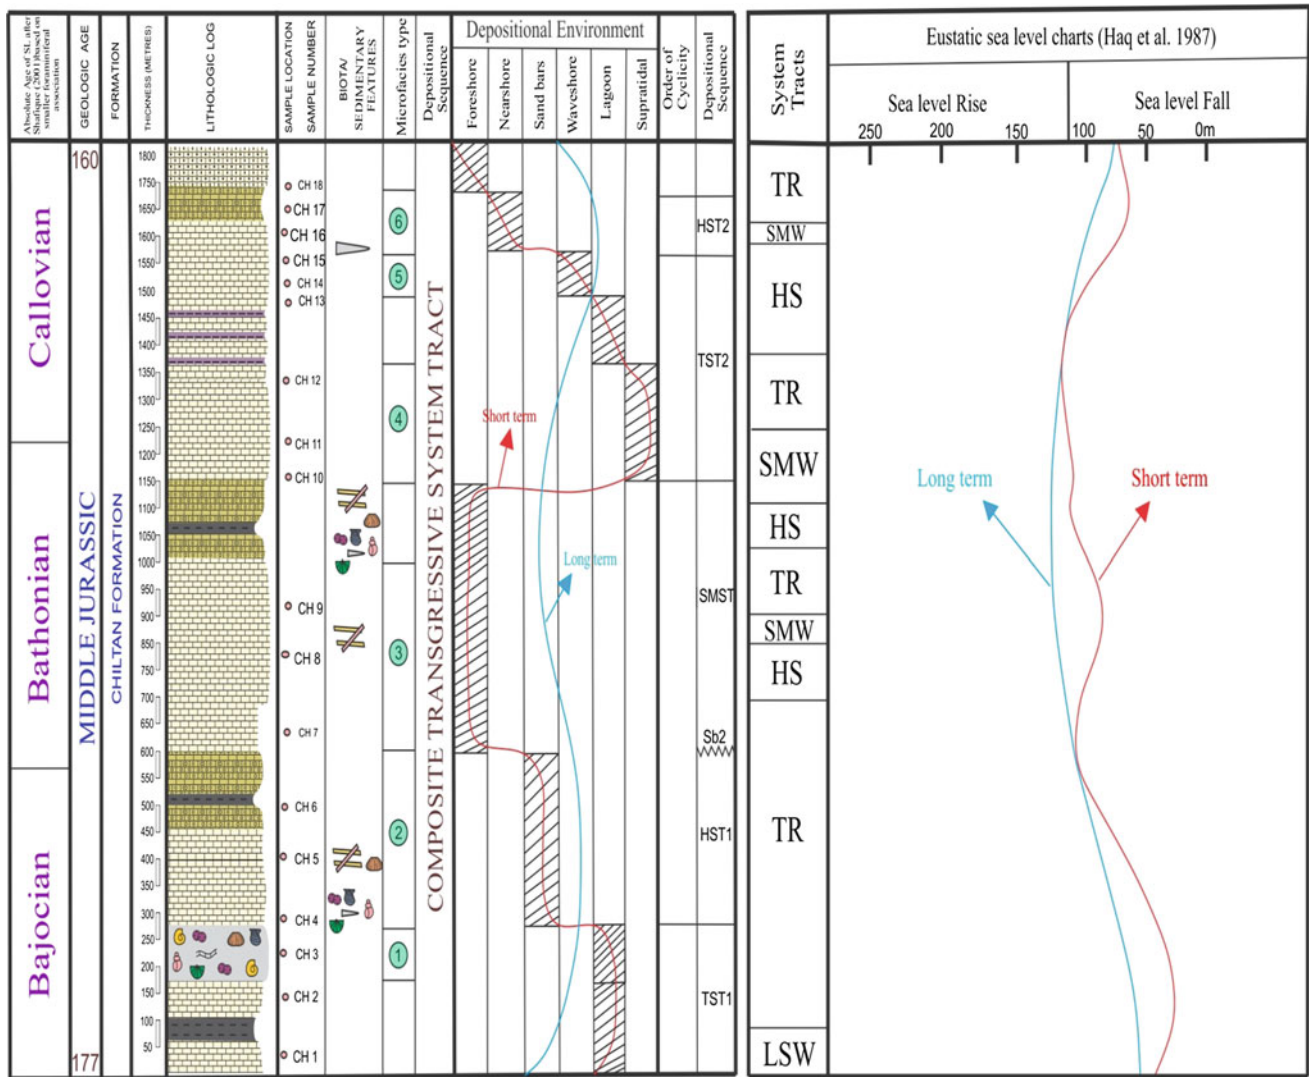 Absolute Age of SL after
Shafique (2001)based on
smaller foraminiferal
association
GEOLOGIC AGE
FORMATION
THICKNESS (METRES)
LITHOLOGIC LOG
SAMPLE LOCATION
SAMPLE NUMBER
BIOTA/
SEDIMENTARY
FEATURES
Microfacies type
Depositional
Sequence
Depositional Environment
Foreshore
Nearshore
Sand bars
Waveshore
Lagoon
Supratidal
Order of
Cyclicity
Depositional
Sequence
System
Tracts
Eustatic sea level charts (Haq et al. 1987)
Sea level Rise
Sea level Fall
250
200
150
100
50
0m
Callovian
Bathonian
Bajocian
160
177
MIDDLE JURASSIC
CHILTAN FORMATION
1800
1750
1650
1600
1550
1500
1450
1400
1350
1300
1250
1200
1150
1100
1050
1000
950
900
850
750
700
650
600
550
500
450
400
350
300
250
200
150
100
50
CH 18
CH 17
CH 16
CH 15
CH 14
CH 13
CH 12
CH 11
CH 10
CH 9
CH 8
CH 7
CH 6
CH 5
CH 4
CH 3
CH 2
CH 1
6
5
4
3
2
1
COMPOSITE TRANSGRESSIVE SYSTEM TRACT
Short term
Long term
HST2
TST2
SMST
Sb2
HST1
TST1
TR
SMW
HS
TR
SMW
HS
TR
SMW
HS
TR
LSW
Long term
Short term